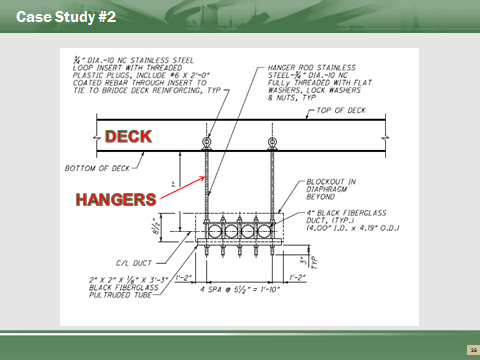 Case Study #2
¾" DIA.-10 NC STAINLESS STEEL
LOOP INSERT WITH THREADED
PLASTIC PLUGS, INCLUDE #6 X 2'-0"
COATED REBAR THROUGH INSERT TO
TIE TO BRIDGE DECK REINFORCING, TYP
HANGER ROD STAINLESS
STEEL-¾" DIA.-10 NC
FULLy THREADED WITH FLAT
WASHERS, LOCK WASHERS
& NUTS, TYP
TOP OF DECK
DECK
BOTTOM OF DECK
HANGERS
BLOCKOUT IN
DIAPHRAGM
BEYOND
8½"
4" BLACK FIBERGLASS
DUCT, (TYP.)
(4.00" I.D. x 4.19" O.D.)
C/L DUCT
3"
TYP
2" X 2" X ⅛" X 3'-3"
BLACK FIBERGLASS
PULTRUDED TUBE
1'-2"
4 SPA @ 5½" = 1'-10"
1'-2"